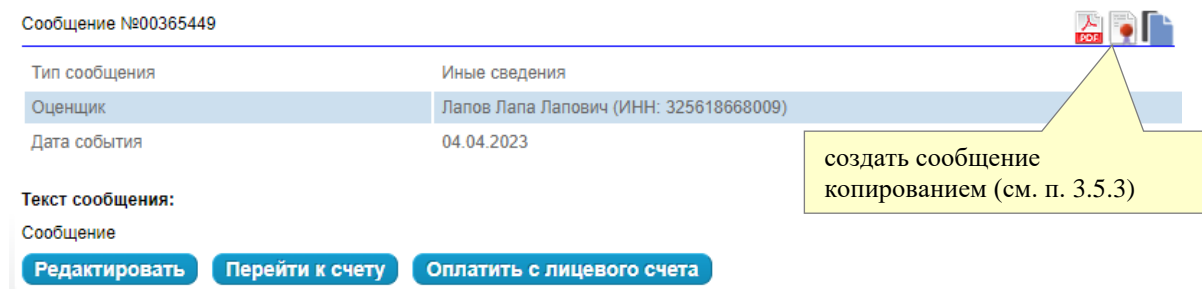 Сообщение №00365449
PDF
Тип сообщения Иные сведения
Оценщик Лапов Лапа Лапович (ИНН: 325618668009)
Дата события 04.04.2023
создать сообщение
копированием (см. п. 3.5.3)
Текст сообщения:
Сообщение
Редактировать Перейти к счету Оплатить с лицевого счета